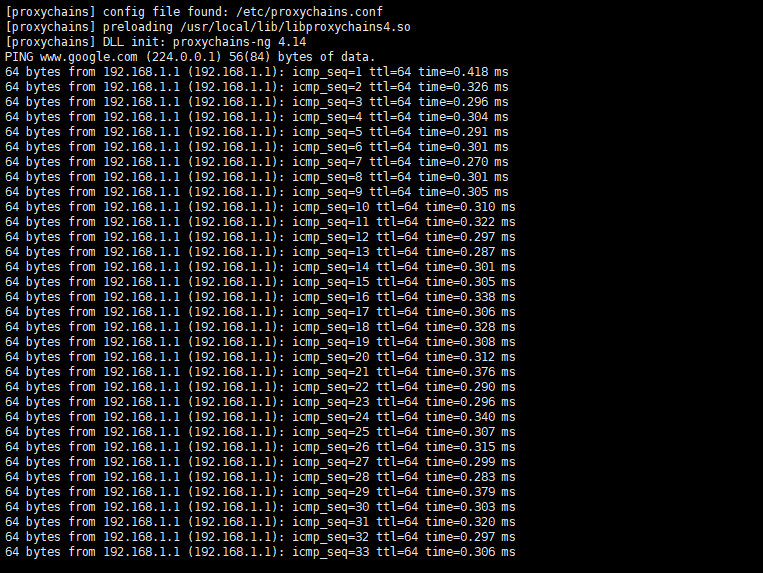 [proxychains] config file found: /etc/proxychains.conf
[proxychains] preloading /usr/local/lib/libproxychains4.so
[proxychains] DLL init: proxychains-ng 4.14
PING www.google.com (224.0.0.1) 56(84) bytes of data.
64 bytes from 192.168.1.1 (192.168.1.1): icmp_seq=1 ttl=64 time=0.418 ms
64 bytes from 192.168.1.1 (192.168.1.1): icmp_seq=2 ttl=64 time=0.326 ms
64 bytes from 192.168.1.1 (192.168.1.1): icmp_seq=3 ttl=64 time=0.296 ms
64 bytes from 192.168.1.1 (192.168.1.1): icmp_seq=4 ttl=64 time=0.304 ms
64 bytes from 192.168.1.1 (192.168.1.1): icmp_seq=5 ttl=64 time=0.291 ms
64 bytes from 192.168.1.1 (192.168.1.1): icmp_seq=6 ttl=64 time=0.301 ms
64 bytes from 192.168.1.1 (192.168.1.1): icmp_seq=7 ttl=64 time=0.270 ms
64 bytes from 192.168.1.1 (192.168.1.1): icmp_seq=8 ttl=64 time=0.301 ms
64 bytes from 192.168.1.1 (192.168.1.1): icmp_seq=9 ttl=64 time=0.305 ms
64 bytes from 192.168.1.1 (192.168.1.1): icmp_seq=10 ttl=64 time=0.310 ms
64 bytes from 192.168.1.1 (192.168.1.1): icmp_seq=11 ttl=64 time=0.322 ms
64 bytes from 192.168.1.1 (192.168.1.1): icmp_seq=12 ttl=64 time=0.297 ms
64 bytes from 192.168.1.1 (192.168.1.1): icmp_seq=13 ttl=64 time=0.287 ms
64 bytes from 192.168.1.1 (192.168.1.1): icmp_seq=14 ttl=64 time=0.301 ms
64 bytes from 192.168.1.1 (192.168.1.1): icmp_seq=15 ttl=64 time=0.305 ms
64 bytes from 192.168.1.1 (192.168.1.1): icmp_seq=16 ttl=64 time=0.338 ms
64 bytes from 192.168.1.1 (192.168.1.1): icmp_seq=17 ttl=64 time=0.306 ms
64 bytes from 192.168.1.1 (192.168.1.1): icmp_seq=18 ttl=64 time=0.328 ms
64 bytes from 192.168.1.1 (192.168.1.1): icmp_seq=19 ttl=64 time=0.308 ms
64 bytes from 192.168.1.1 (192.168.1.1): icmp_seq=20 ttl=64 time=0.312 ms
64 bytes from 192.168.1.1 (192.168.1.1): icmp_seq=21 ttl=64 time=0.376 ms
64 bytes from 192.168.1.1 (192.168.1.1): icmp_seq=22 ttl=64 time=0.290 ms
64 bytes from 192.168.1.1 (192.168.1.1): icmp_seq=23 ttl=64 time=0.296 ms
64 bytes from 192.168.1.1 (192.168.1.1): icmp_seq=24 ttl=64 time=0.340 ms
64 bytes from 192.168.1.1 (192.168.1.1): icmp_seq=25 ttl=64 time=0.307 ms
64 bytes from 192.168.1.1 (192.168.1.1): icmp_seq=26 ttl=64 time=0.315 ms
64 bytes from 192.168.1.1 (192.168.1.1): icmp_seq=27 ttl=64 time=0.299 ms
64 bytes from 192.168.1.1 (192.168.1.1): icmp_seq=28 ttl=64 time=0.283 ms
64 bytes from 192.168.1.1 (192.168.1.1): icmp_seq=29 ttl=64 time=0.379 ms
64 bytes from 192.168.1.1 (192.168.1.1): icmp_seq=30 ttl=64 time=0.303 ms
64 bytes from 192.168.1.1 (192.168.1.1): icmp_seq=31 ttl=64 time=0.320 ms
64 bytes from 192.168.1.1 (192.168.1.1): icmp_seq=32 ttl=64 time=0.297 ms
64 bytes from 192.168.1.1 (192.168.1.1): icmp_seq=33 ttl=64 time=0.306 ms